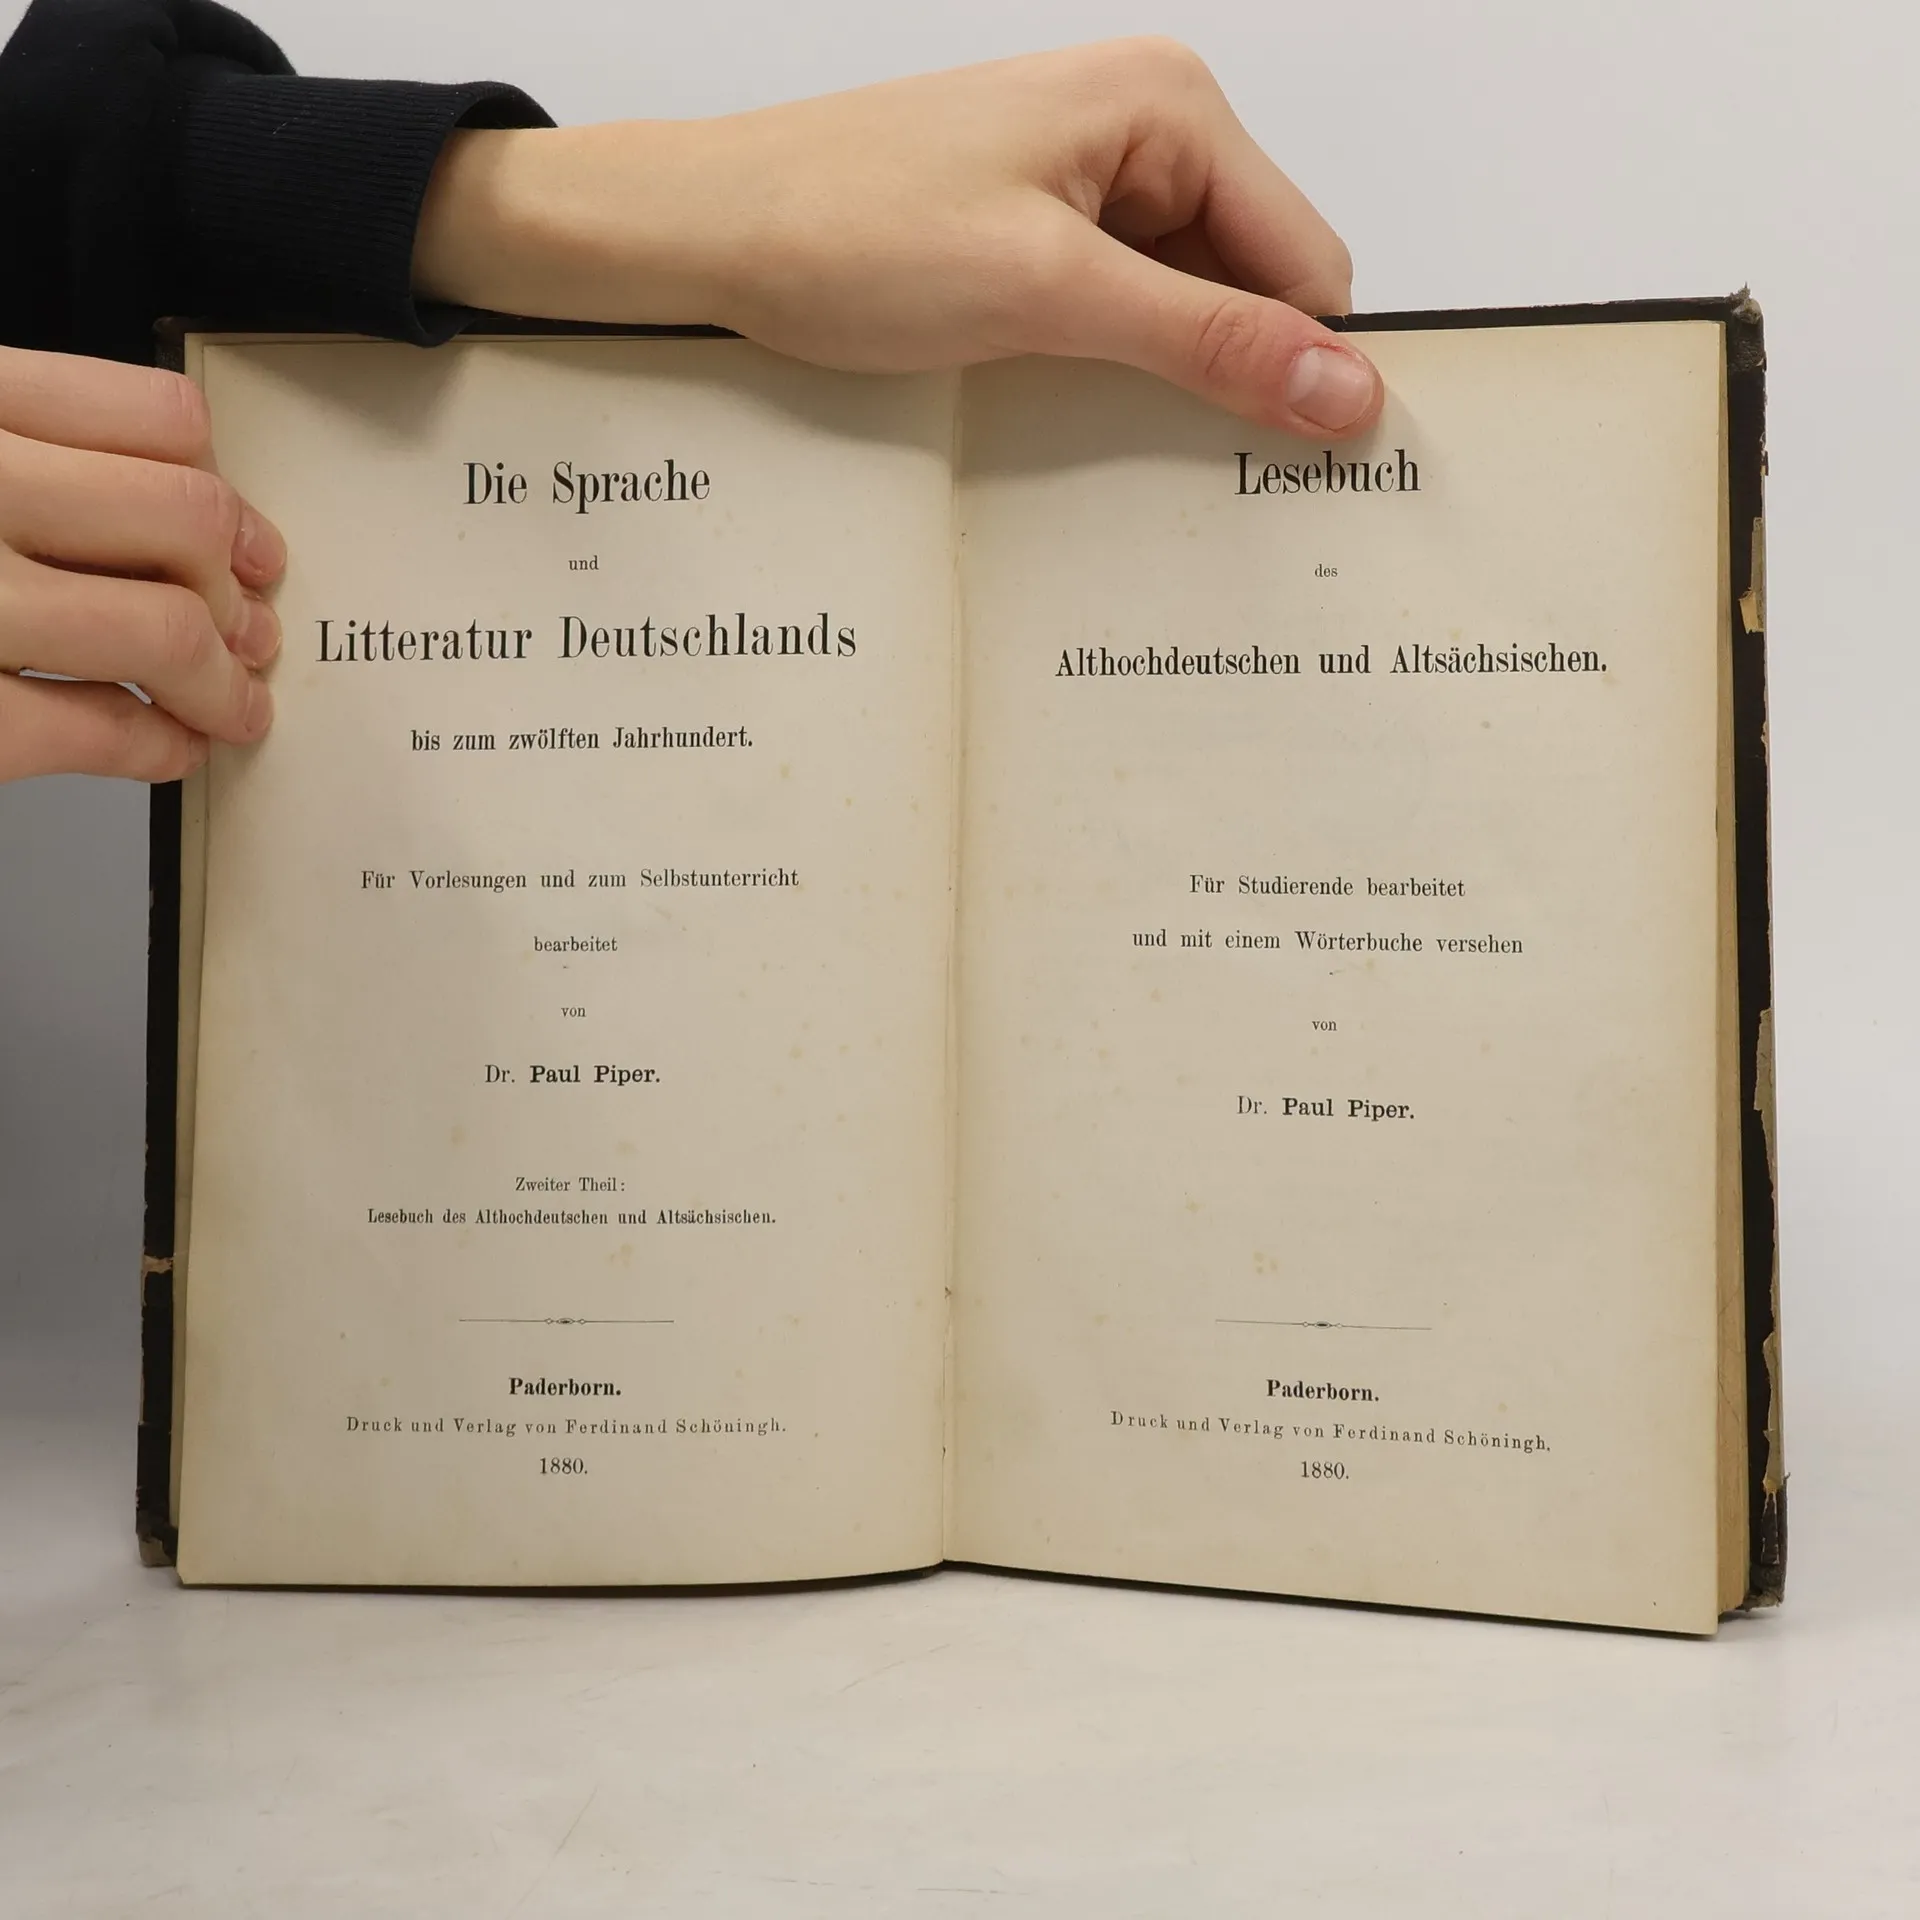 Die Sprache
und
Litteratur Deutschlands
bis zum zwölften Jahrhundert.
Für Vorlesungen und zum Selbstunterricht
bearbeitet
von
Dr. Paul Piper.
Zweiter Theil:
Lesebuch des Althochdeutschen und Altsächsischen.
Paderborn.
Druck und Verlag von Ferdinand Schöningh.
1880.
Lesebuch
des
Althochdeutschen und Altsächsischen.
Für Studierende bearbeitet
und mit einem Wörterbuche versehen
von
Dr. Paul Piper.
Paderborn.
Druck und Verlag von Ferdinand Schöningh.
1880.